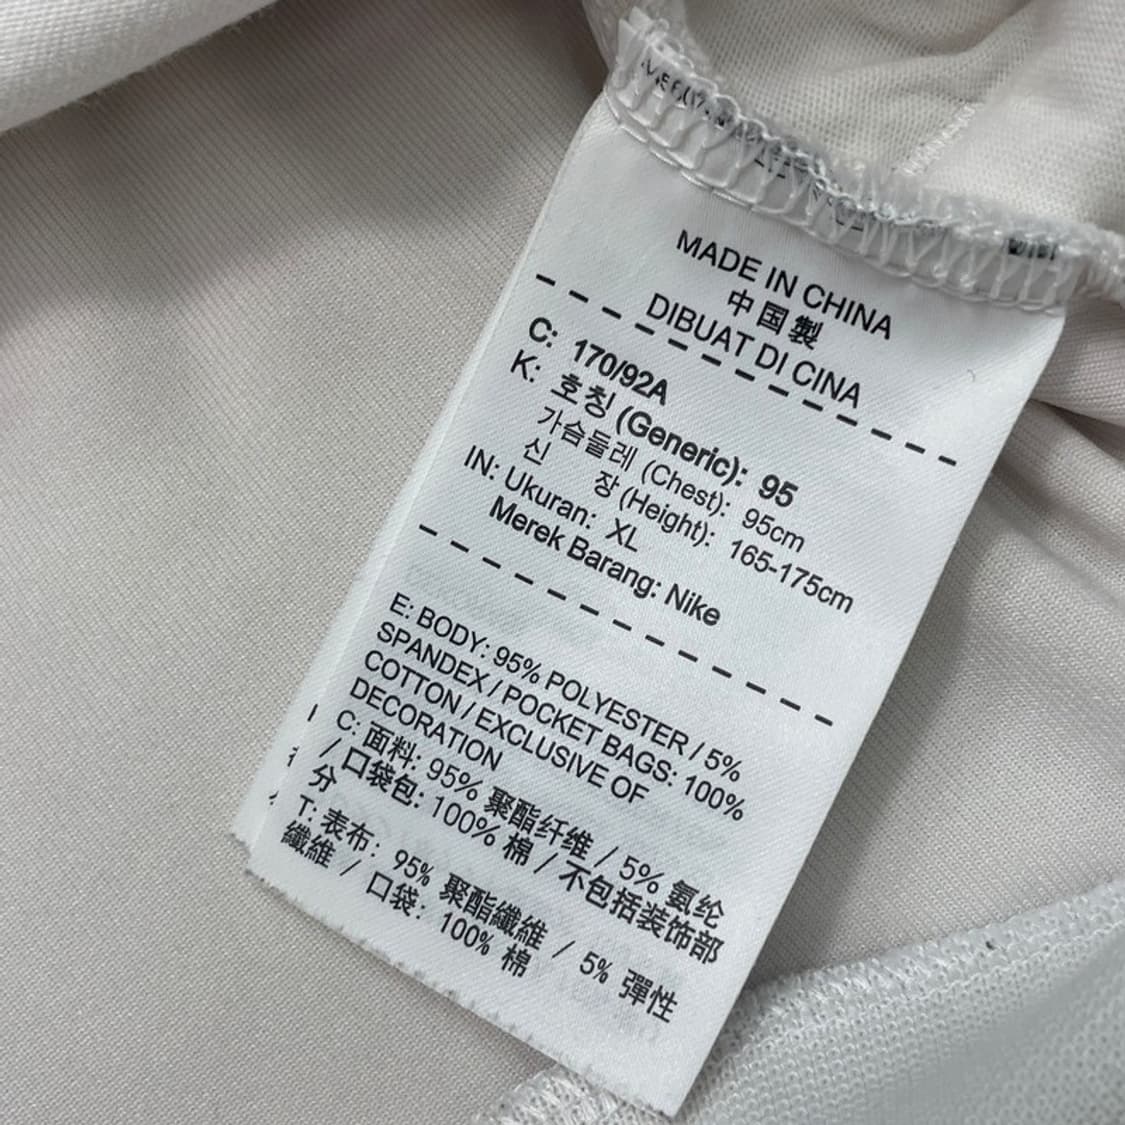 MADE IN CHINA
中国製
DIBUAT DI CINA
C: 170/92A
K: 호칭 (Generic): 95
가슴둘레 (Chest): 95cm
신 장 (Height): 165-175cm
IN: Ukuran: XL
Merek Barang: Nike
E: BODY: 95% POLYESTER / 5%
SPANDEX / POCKET BAGS: 100%
COTTON / EXCLUSIVE OF
DECORATION
C: 面料: 95% 聚酯纤维 / 5% 氨纶
/ 口袋包: 100% 棉 / 不包括装饰部
分
T: 表布: 95% 聚酯纖維 / 5% 彈性
纖維 / 口袋: 100% 棉